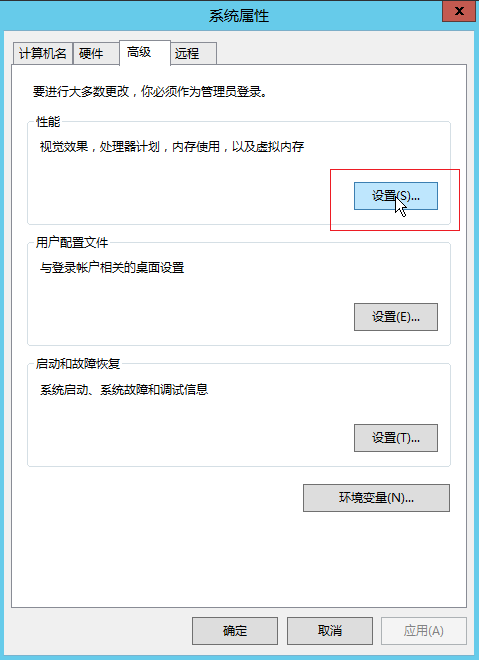 系统属性
x
计算机名 硬件 高级 远程
要进行大多数更改，你必须作为管理员登录。
性能
视觉效果，处理器计划，内存使用，以及虚拟内存
设置(S)...
用户配置文件
与登录帐户相关的桌面设置
设置(E)...
启动和故障恢复
系统启动、系统故障和调试信息
设置(T)...
环境变量(N)...
确定 取消 应用(A)